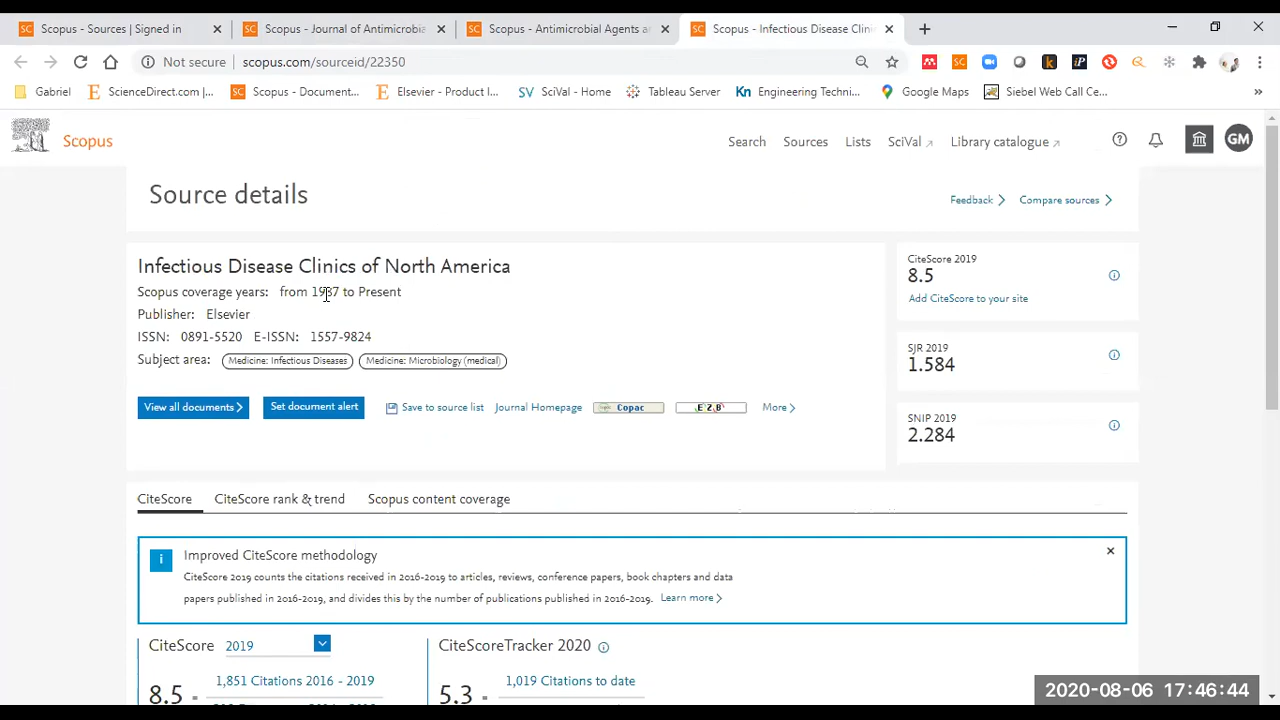 Scopus - Sources | Signed in
Scopus - Journal of Antimicrobia
Scopus - Antimicrobial Agents a
Scopus - Infectious Disease Clini
Not secure
scopus.com/sourceid/22350
Gabriel
ScienceDirect.com |...
Scopus - Document...
Elsevier - Product I...
SciVal - Home
Tableau Server
Engineering Techni...
Google Maps
Siebel Web Call Ce...
Scopus
Search
Sources
Lists
SciVal
Library catalogue
GM
Source details
Feedback
Compare sources
Infectious Disease Clinics of North America
Scopus coverage years: from 1987 to Present
Publisher: Elsevier
ISSN: 0891-5520 E-ISSN: 1557-9824
Subject area: Medicine: Infectious Diseases Medicine: Microbiology (medical)
View all documents
Set document alert
Save to source list
Journal Homepage
Copac
EZB
More
CiteScore 2019
8.5
Add CiteScore to your site
SJR 2019
1.584
SNIP 2019
2.284
CiteScore
CiteScore rank & trend
Scopus content coverage
Improved CiteScore methodology
CiteScore 2019 counts the citations received in 2016-2019 to articles, reviews, conference papers, book chapters and data
papers published in 2016-2019, and divides this by the number of publications published in 2016-2019. Learn more
CiteScore 2019
8.5 =
1,851 Citations 2016 - 2019
CiteScoreTracker 2020
5.3 =
1,019 Citations to date
2020-08-06 17:46:44